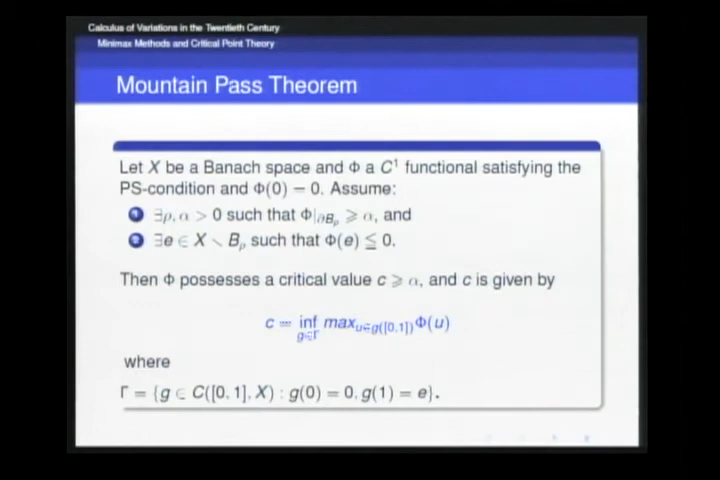 Calculus of Variations in the Twentieth Century
Minimax Methods and Critical Point Theory
Mountain Pass Theorem
Let X be a Banach space and Φ a C¹ functional satisfying the
PS-condition and Φ(0) = 0. Assume:
1 ∃ρ, α > 0 such that Φ|∂Bρ ⩾ α, and
2 ∃e ∈ X ∖ Bρ such that Φ(e) ≦ 0.
Then Φ possesses a critical value c ⩾ α, and c is given by
c = inf max_{u∈g([0,1])} Φ(u)
g∈Γ
where
Γ = {g ∈ C([0, 1], X) : g(0) = 0, g(1) = e}.